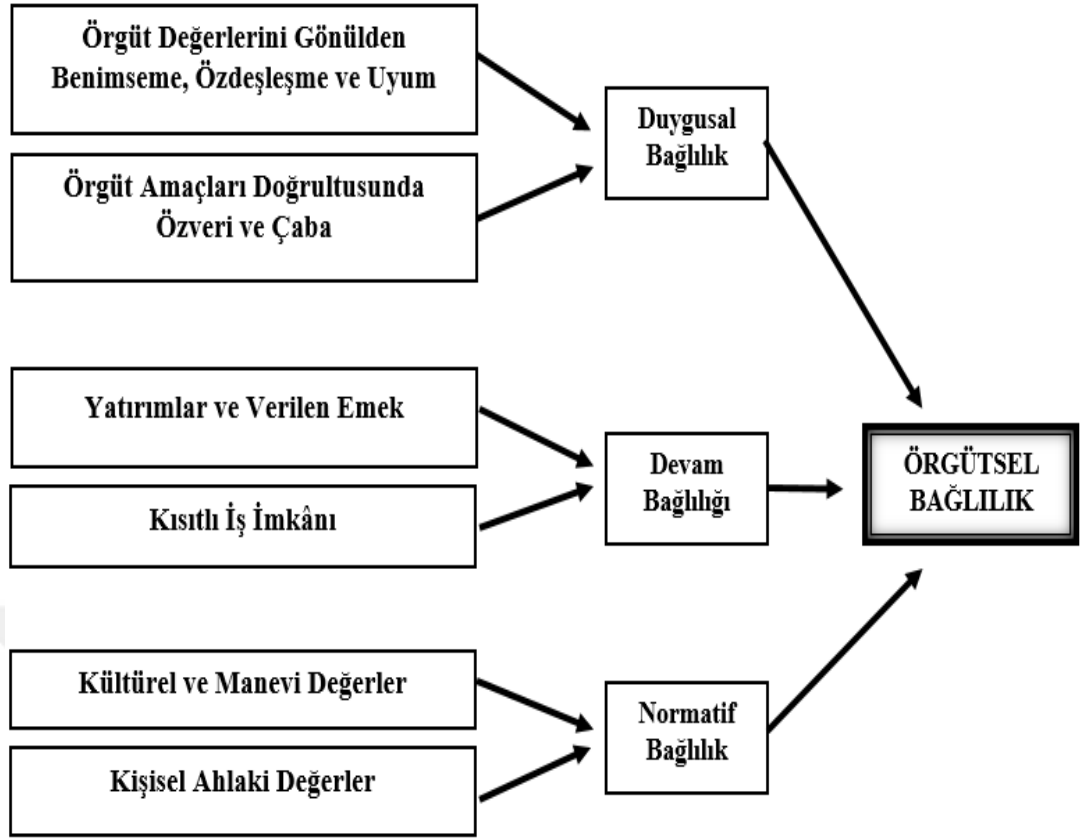 Örgüt Değerlerini Gönülden
Benimseme, Özdeşleşme ve Uyum
Örgüt Amaçları Doğrultusunda
Özveri ve Çaba
Duygusal
Bağlılık
Yatırımlar ve Verilen Emek
Kısıtlı İş İmkânı
Devam
Bağlılığı
ÖRGÜTSEL
BAĞLILIK
Kültürel ve Manevi Değerler
Kişisel Ahlaki Değerler
Normatif
Bağlılık